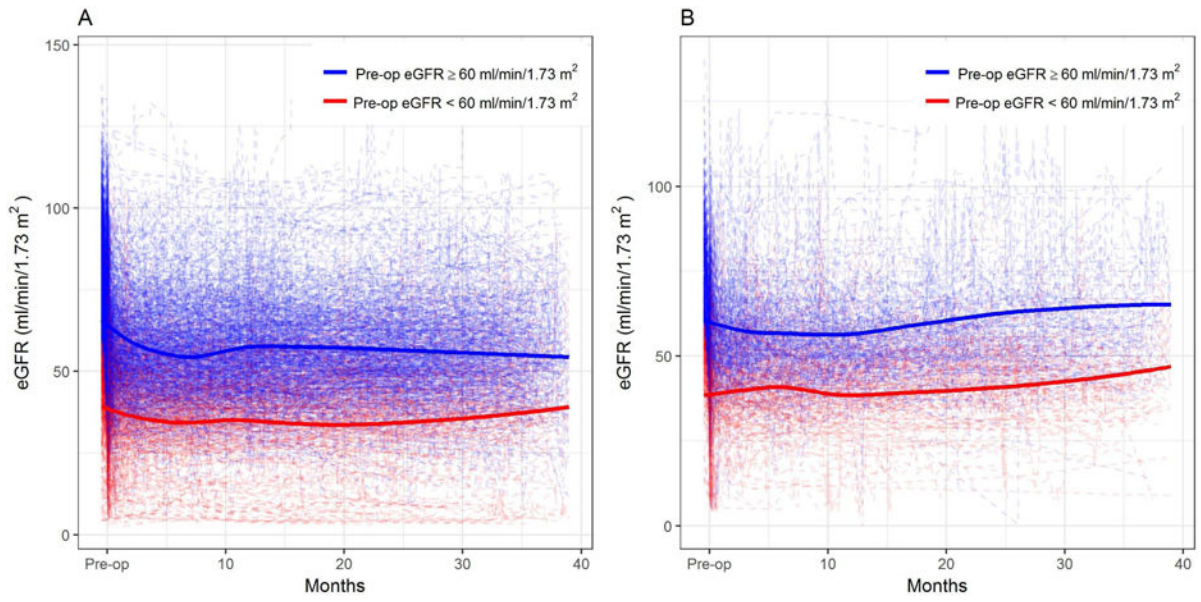 A
150
100
50
0
eGFR (ml/min/1.73 m²)
Pre-op eGFR ≥ 60 ml/min/1.73 m²
Pre-op eGFR < 60 ml/min/1.73 m²
Pre-op 10 20 30 40
Months
B
100
50
0
eGFR (ml/min/1.73 m²)
Pre-op eGFR ≥ 60 ml/min/1.73 m²
Pre-op eGFR < 60 ml/min/1.73 m²
Pre-op 10 20 30 40
Months